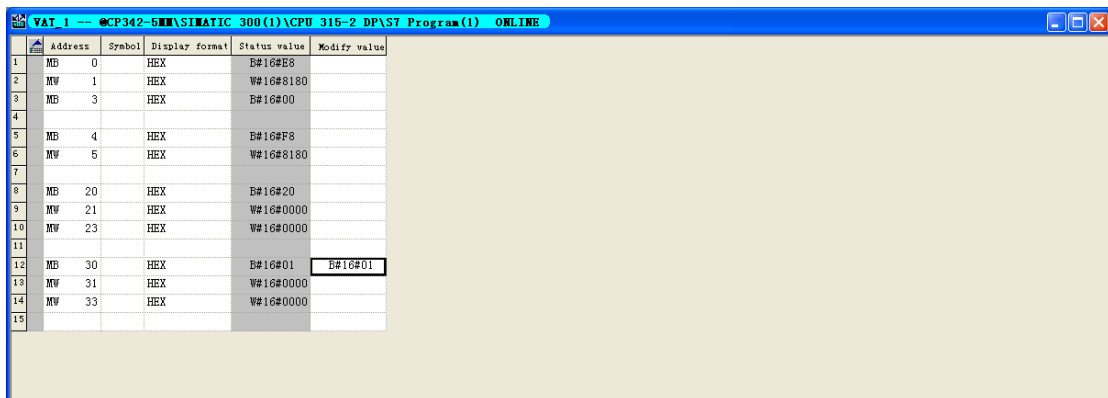 VAT_1 -- @CP342-5MM\SIMATIC 300(1)\CPU 315-2 DP\S7 Program(1) ONLINE
Address Symbol Display format Status value Modify value
1 MB 0 HEX B#16#E8
2 MW 1 HEX W#16#8180
3 MB 3 HEX B#16#00
4
5 MB 4 HEX B#16#F8
6 MW 5 HEX W#16#8180
7
8 MB 20 HEX B#16#20
9 MW 21 HEX W#16#0000
10 MW 23 HEX W#16#0000
11
12 MB 30 HEX B#16#01 B#16#01
13 MW 31 HEX W#16#0000
14 MW 33 HEX W#16#0000
15